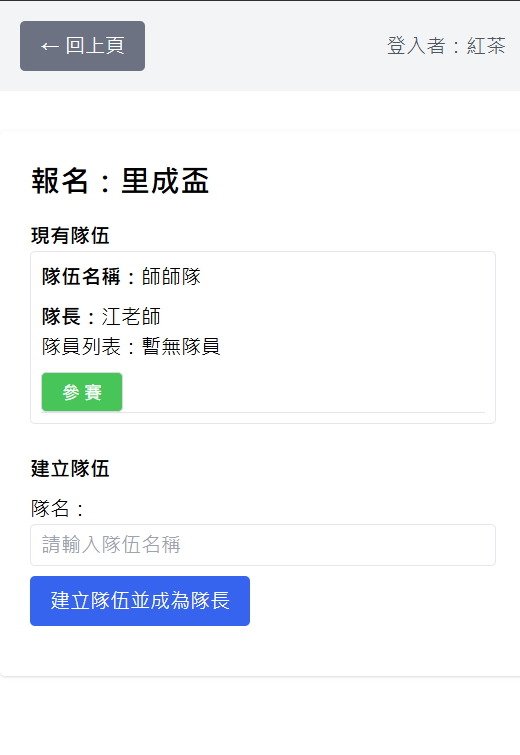 ← 回上頁
登入者：紅茶
報名：里成盃
現有隊伍
隊伍名稱：師師隊
隊長：江老師
隊員列表：暫無隊員
參賽
建立隊伍
隊名：
請輸入隊伍名稱
建立隊伍並成為隊長